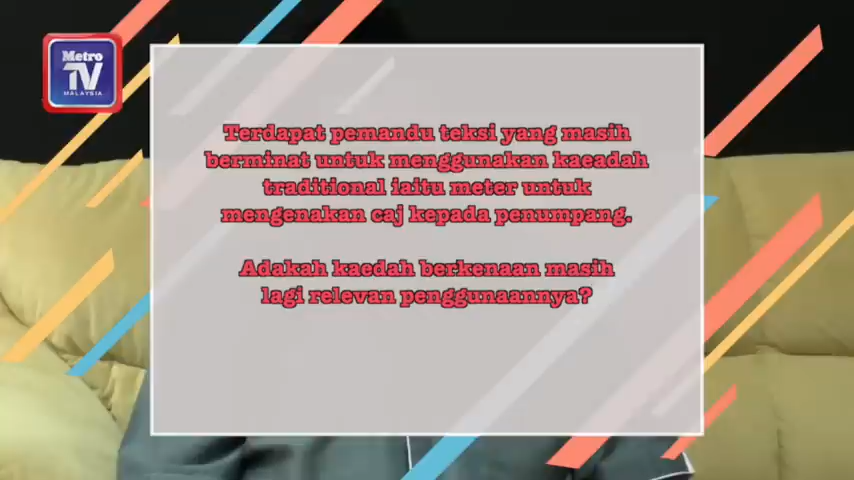 Metro
TV
MALAYSIA
Terdapat pemandu teksi yang masih
berminat untuk menggunakan kaeadah
traditional iaitu meter untuk
mengenakan caj kepada penumpang.
Adakah kaedah berkenaan masih
lagi relevan penggunaannya?